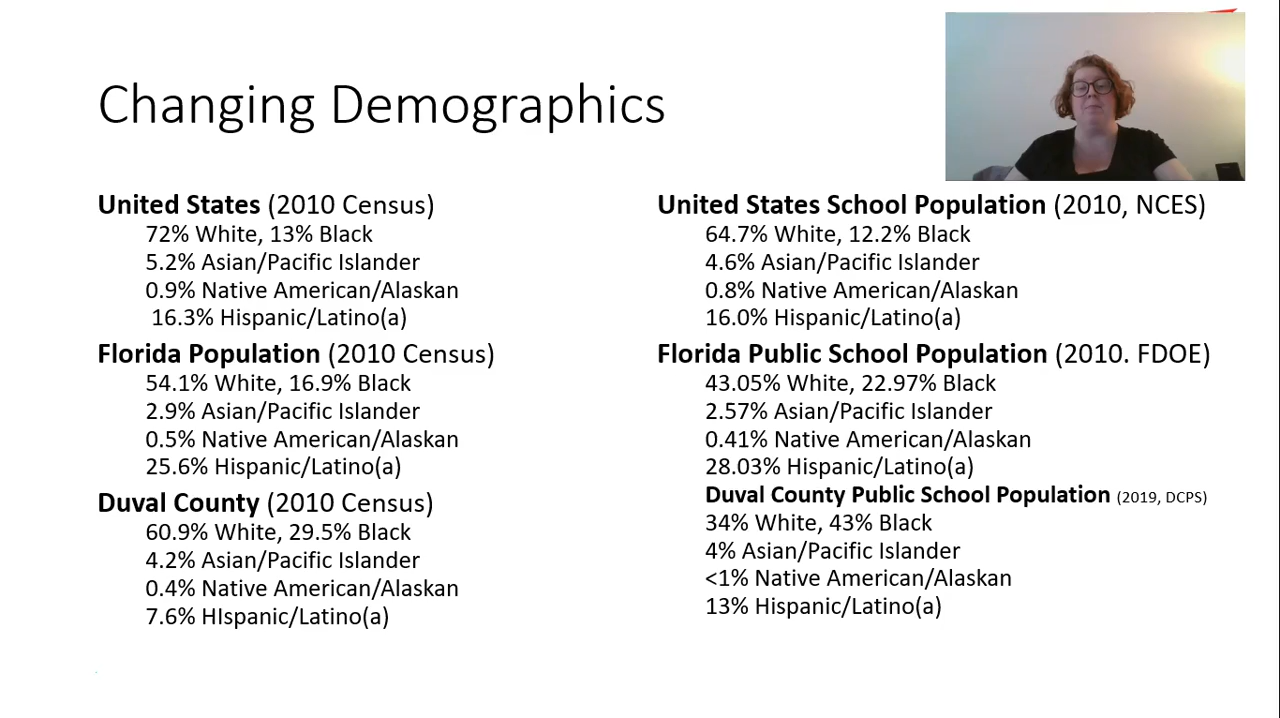 Changing Demographics
United States (2010 Census)
72% White, 13% Black
5.2% Asian/Pacific Islander
0.9% Native American/Alaskan
16.3% Hispanic/Latino(a)
Florida Population (2010 Census)
54.1% White, 16.9% Black
2.9% Asian/Pacific Islander
0.5% Native American/Alaskan
25.6% Hispanic/Latino(a)
Duval County (2010 Census)
60.9% White, 29.5% Black
4.2% Asian/Pacific Islander
0.4% Native American/Alaskan
7.6% HIspanic/Latino(a)
United States School Population (2010, NCES)
64.7% White, 12.2% Black
4.6% Asian/Pacific Islander
0.8% Native American/Alaskan
16.0% Hispanic/Latino(a)
Florida Public School Population (2010. FDOE)
43.05% White, 22.97% Black
2.57% Asian/Pacific Islander
0.41% Native American/Alaskan
28.03% Hispanic/Latino(a)
Duval County Public School Population (2019, DCPS)
34% White, 43% Black
4% Asian/Pacific Islander
<1% Native American/Alaskan
13% Hispanic/Latino(a)